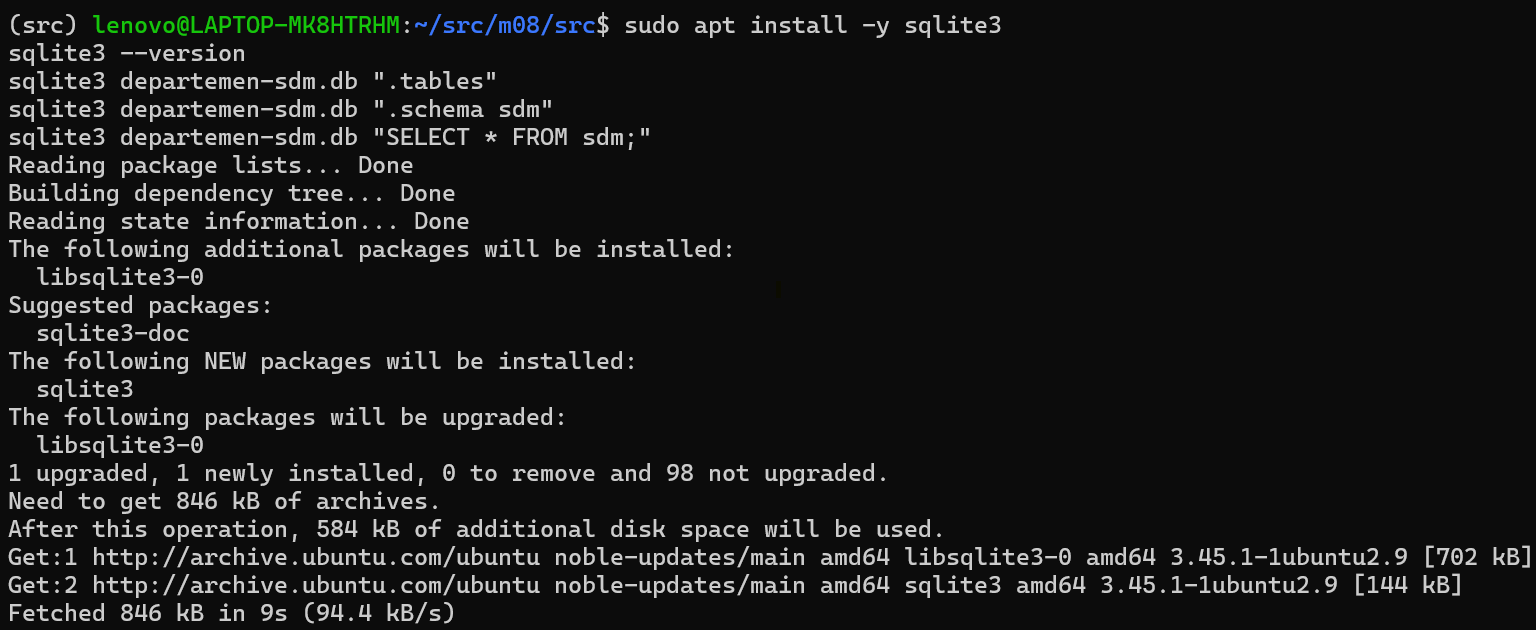 (src) lenovo@LAPTOP-MK8HTRHM:~/src/m08/src$ sudo apt install -y sqlite3
sqlite3 --version
sqlite3 departemen-sdm.db ".tables"
sqlite3 departemen-sdm.db ".schema sdm"
sqlite3 departemen-sdm.db "SELECT * FROM sdm;"
Reading package lists... Done
Building dependency tree... Done
Reading state information... Done
The following additional packages will be installed:
  libsqlite3-0
Suggested packages:
  sqlite3-doc
The following NEW packages will be installed:
  sqlite3
The following packages will be upgraded:
  libsqlite3-0
1 upgraded, 1 newly installed, 0 to remove and 98 not upgraded.
Need to get 846 kB of archives.
After this operation, 584 kB of additional disk space will be used.
Get:1 http://archive.ubuntu.com/ubuntu noble-updates/main amd64 libsqlite3-0 amd64 3.45.1-1ubuntu2.9 [702 kB]
Get:2 http://archive.ubuntu.com/ubuntu noble-updates/main amd64 sqlite3 amd64 3.45.1-1ubuntu2.9 [144 kB]
Fetched 846 kB in 9s (94.4 kB/s)